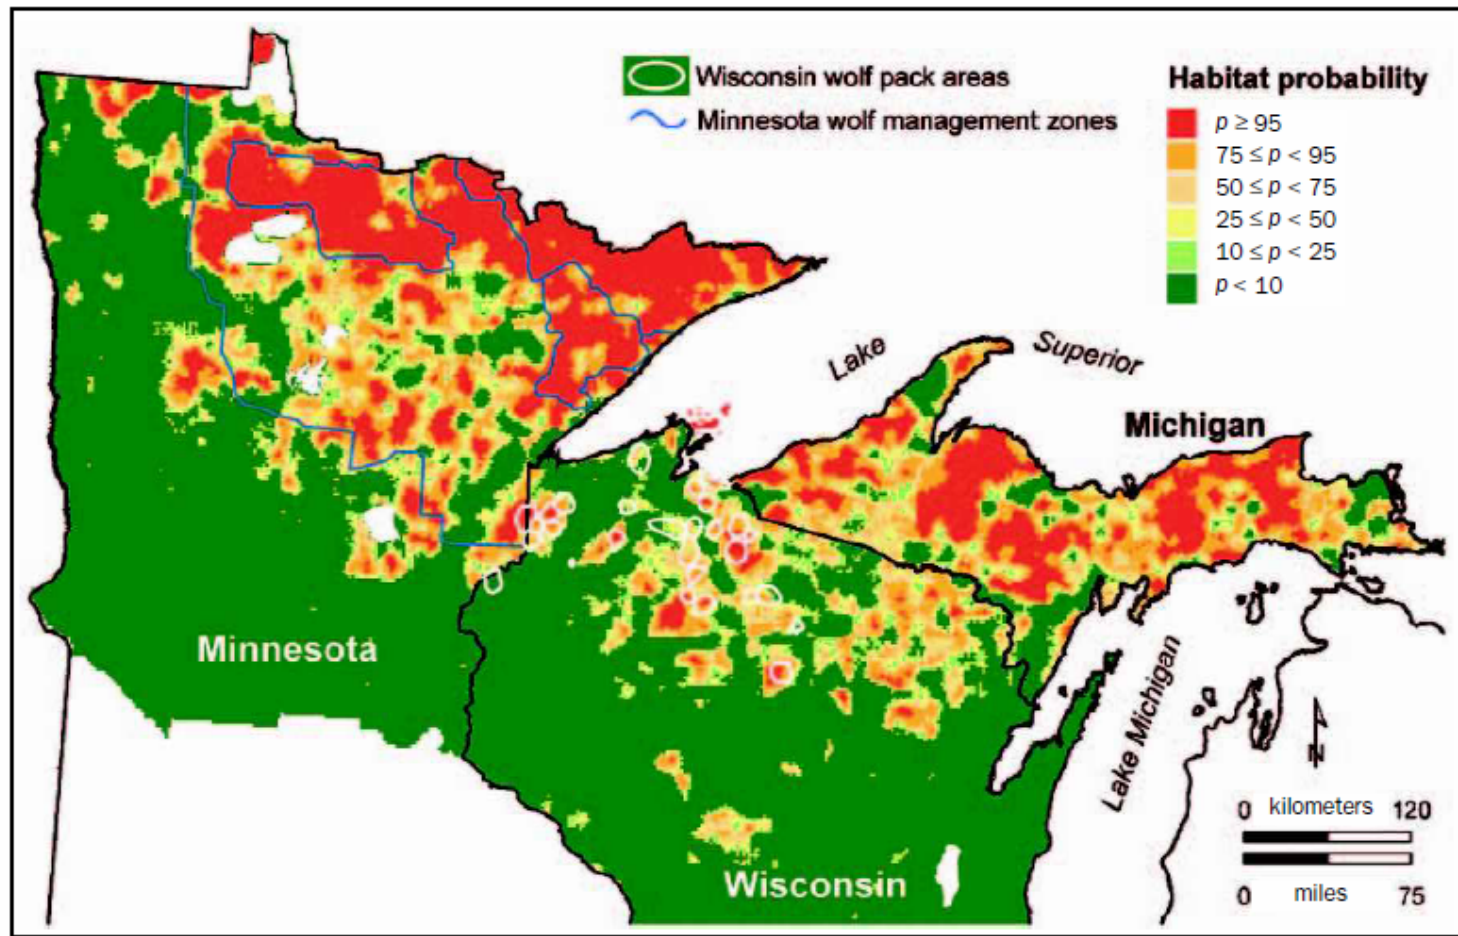 Wisconsin wolf pack areas
Minnesota wolf management zones
Habitat probability
p ≥ 95
75 ≤ p < 95
50 ≤ p < 75
25 ≤ p < 50
10 ≤ p < 25
p < 10
Lake Superior
Michigan
Minnesota
Lake Michigan
N
Wisconsin
0 kilometers 120
0 miles 75